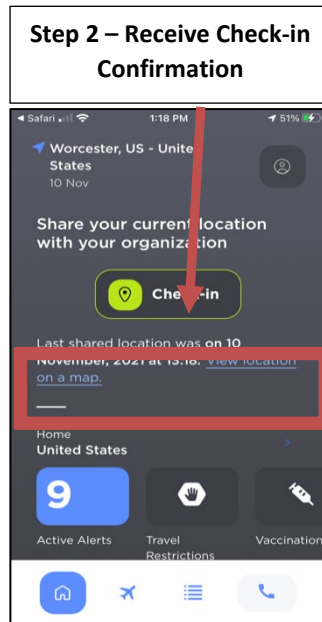 Step 2 – Receive Check-in
Confirmation
Safari
1:18 PM
51%
Worcester, US - United
States
10 Nov
Share your current location
with your organization
Check-in
Last shared location was on 10
November, 2021 at 13:18. View location
on a map.
Home
United States
9
Active Alerts
Travel
Restrictions
Vaccination